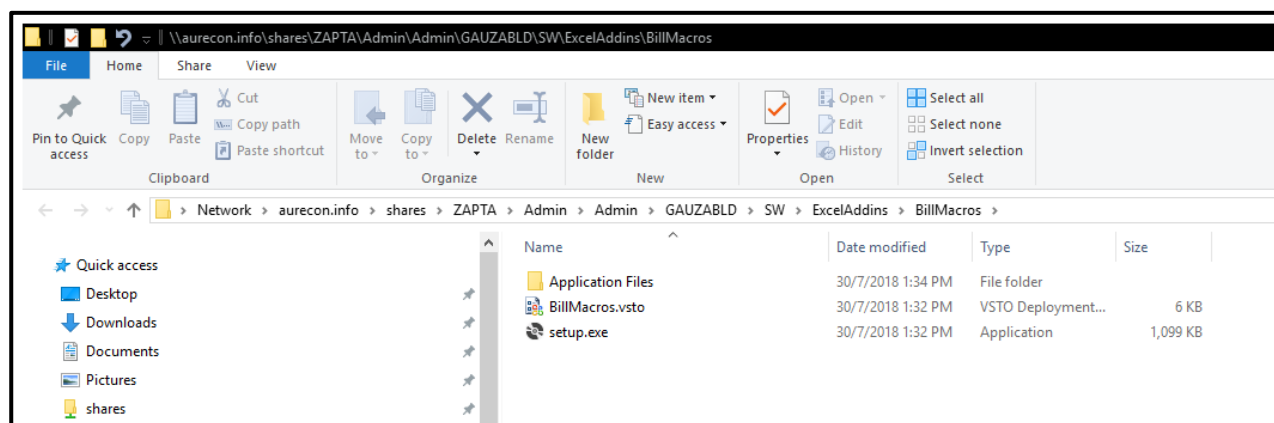 \\aurecon.info\shares\ZAPTA\Admin\Admin\GAUZABLD\SW\ExcelAddins\BillMacros
File Home Share View
Pin to Quick access
Copy
Paste
Cut
Copy path
Paste shortcut
Clipboard
Move to
Copy to
Delete
Rename
Organize
New folder
New item
Easy access
New
Properties
Open
Edit
History
Open
Select all
Select none
Invert selection
Select
Network > aurecon.info > shares > ZAPTA > Admin > Admin > GAUZABLD > SW > ExcelAddins > BillMacros >
Quick access
Desktop
Downloads
Documents
Pictures
shares
Name Date modified Type Size
Application Files 30/7/2018 1:34 PM File folder
BillMacros.vsto 30/7/2018 1:32 PM VSTO Deployment... 6 KB
setup.exe 30/7/2018 1:32 PM Application 1,099 KB